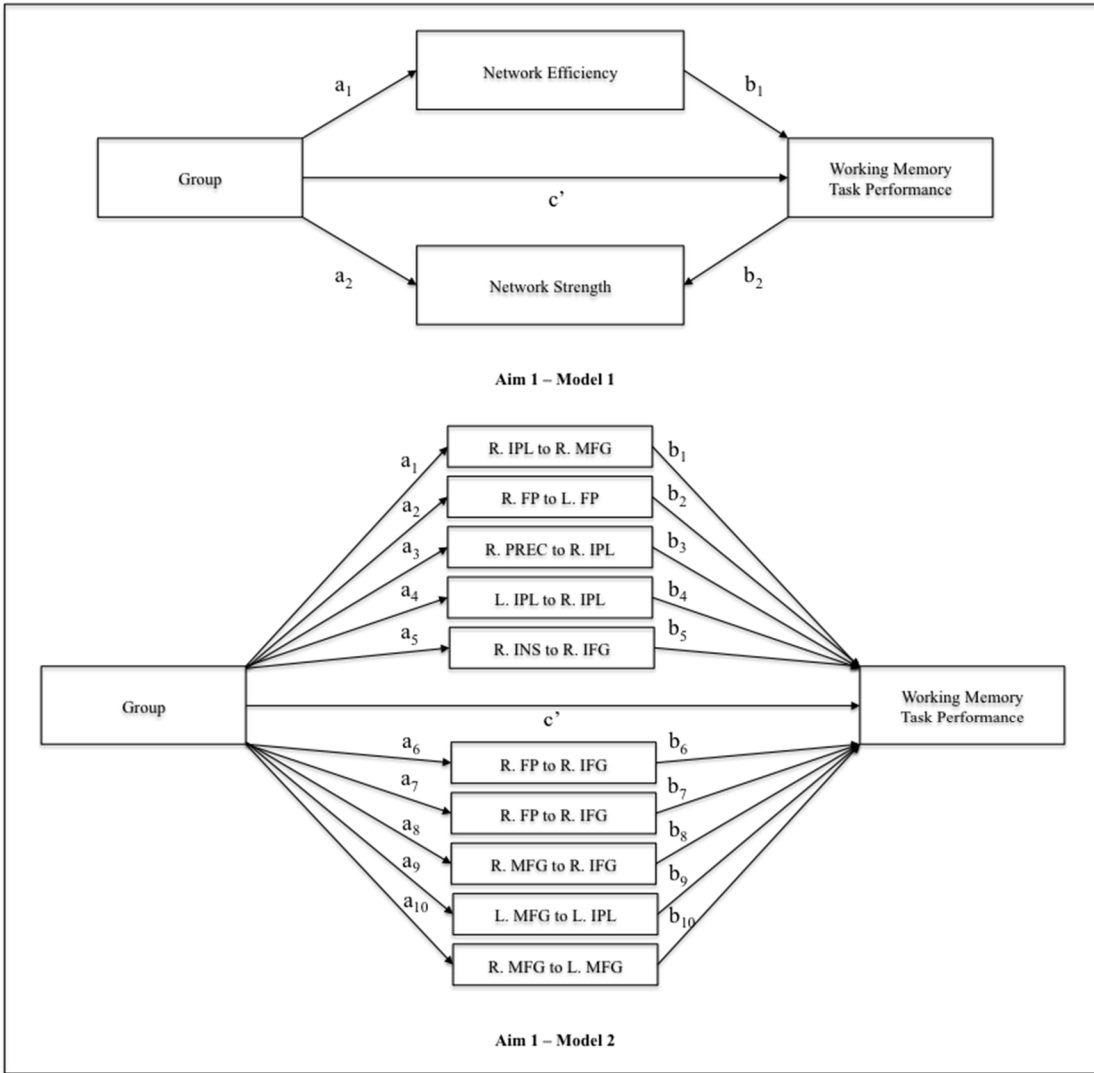 Network Efficiency
a1
b1
Group
Working Memory
Task Performance
c’
a2
b2
Network Strength
Aim 1 – Model 1
R. IPL to R. MFG
a1
b1
R. FP to L. FP
a2
b2
R. PREC to R. IPL
a3
b3
L. IPL to R. IPL
a4
b4
R. INS to R. IFG
a5
b5
Group
Working Memory
Task Performance
c’
a6
b6
R. FP to R. IFG
a7
b7
R. FP to R. IFG
a8
b8
R. MFG to R. IFG
a9
b9
L. MFG to L. IPL
a10
b10
R. MFG to L. MFG
Aim 1 – Model 2